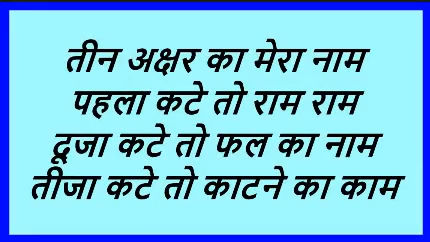 तीन अक्षर का मेरा नाम
पहला कटे तो राम राम
दूजा कटे तो फल का नाम
तीजा कटे तो काटने का काम